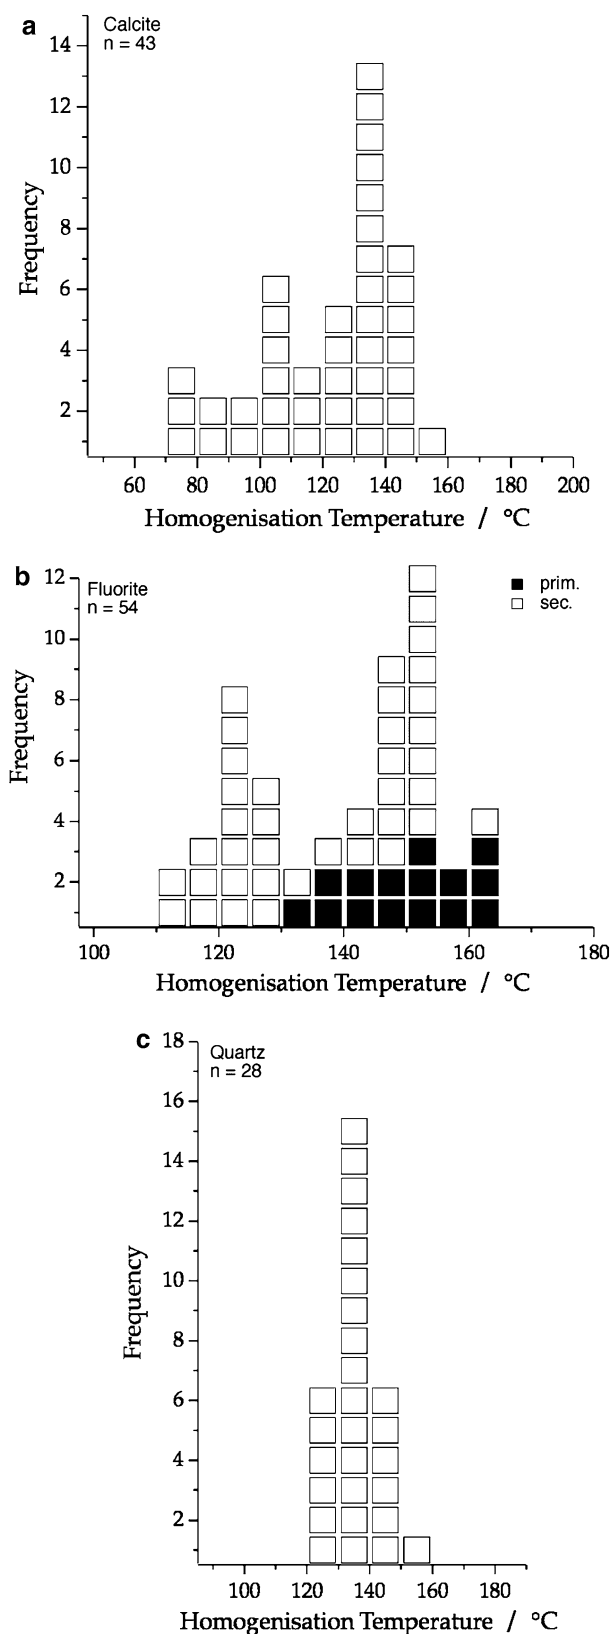 a
Calcite
n = 43
14
12
10
8
6
4
2
Frequency
60 80 100 120 140 160 180 200
Homogenisation Temperature / °C
b
Fluorite
n = 54
prim.
sec.
12
10
8
6
4
2
Frequency
100 120 140 160 180
Homogenisation Temperature / °C
c
Quartz
n = 28
18
16
14
12
10
8
6
4
2
Frequency
100 120 140 160 180
Homogenisation Temperature / °C